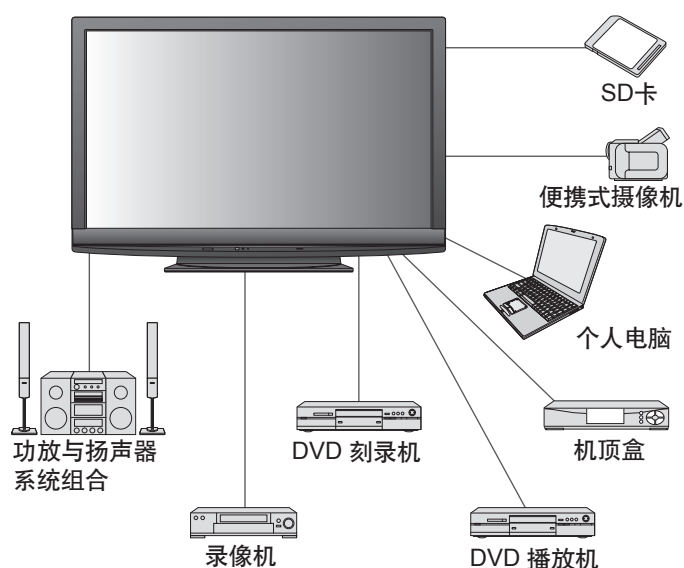 SD卡
便携式摄像机
个人电脑
功放与扬声器
系统组合
DVD 刻录机
机顶盒
录像机
DVD 播放机